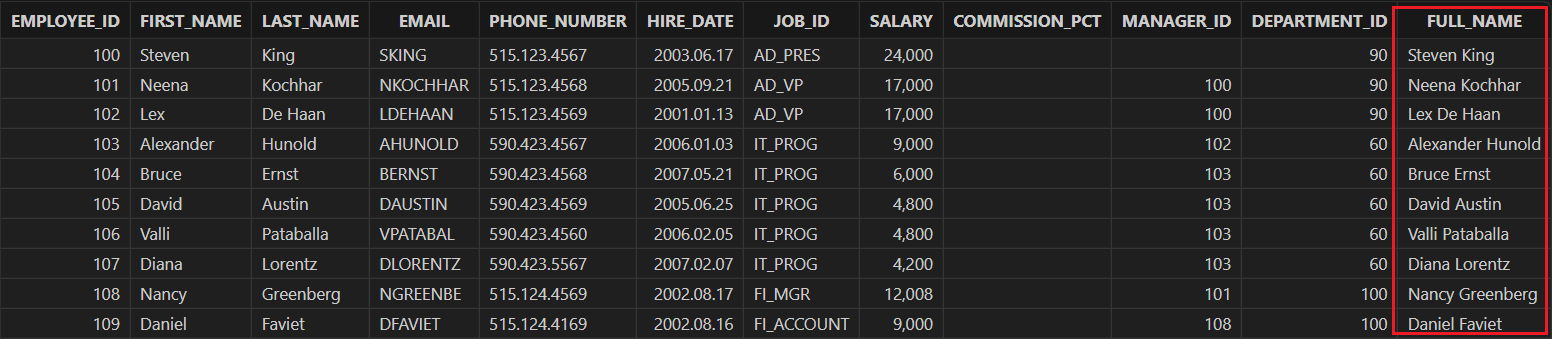 EMPLOYEE_ID FIRST_NAME LAST_NAME EMAIL PHONE_NUMBER HIRE_DATE JOB_ID SALARY COMMISSION_PCT MANAGER_ID DEPARTMENT_ID FULL_NAME
100 Steven King SKING 515.123.4567 2003.06.17 AD_PRES 24,000 90 Steven King
101 Neena Kochhar NKOCHHAR 515.123.4568 2005.09.21 AD_VP 17,000 100 90 Neena Kochhar
102 Lex De Haan LDEHAAN 515.123.4569 2001.01.13 AD_VP 17,000 100 90 Lex De Haan
103 Alexander Hunold AHUNOLD 590.423.4567 2006.01.03 IT_PROG 9,000 102 60 Alexander Hunold
104 Bruce Ernst BERNST 590.423.4568 2007.05.21 IT_PROG 6,000 103 60 Bruce Ernst
105 David Austin DAUSTIN 590.423.4569 2005.06.25 IT_PROG 4,800 103 60 David Austin
106 Valli Pataballa VPATABAL 590.423.4560 2006.02.05 IT_PROG 4,800 103 60 Valli Pataballa
107 Diana Lorentz DLORENTZ 590.423.5567 2007.02.07 IT_PROG 4,200 103 60 Diana Lorentz
108 Nancy Greenberg NGREENBE 515.124.4569 2002.08.17 FI_MGR 12,008 101 100 Nancy Greenberg
109 Daniel Faviet DFAVIET 515.124.4169 2002.08.16 FI_ACCOUNT 9,000 108 100 Daniel Faviet